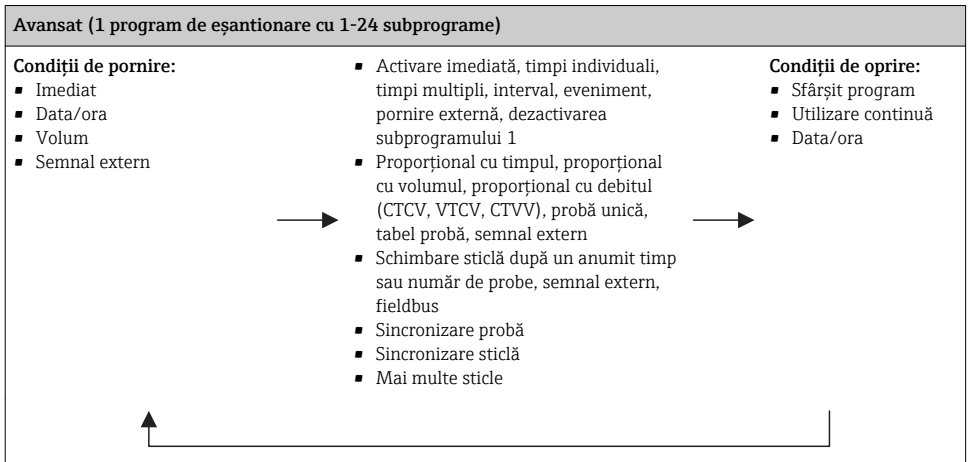 Avansat (1 program de eșantionare cu 1-24 subprograme)
Condiții de pornire:
▪ Imediat
▪ Data/ora
▪ Volum
▪ Semnal extern
▪ Activare imediată, timpi individuali,
timpi multipli, interval, eveniment,
pornire externă, dezactivarea
subprogramului 1
▪ Proporțional cu timpul, proporțional
cu volumul, proporțional cu debitul
(CTCV, VTCV, CTVV), probă unică,
tabel probă, semnal extern
▪ Schimbare sticlă după un anumit timp
sau număr de probe, semnal extern,
fieldbus
▪ Sincronizare probă
▪ Sincronizare sticlă
▪ Mai multe sticle
Condiții de oprire:
▪ Sfârșit program
▪ Utilizare continuă
▪ Data/ora